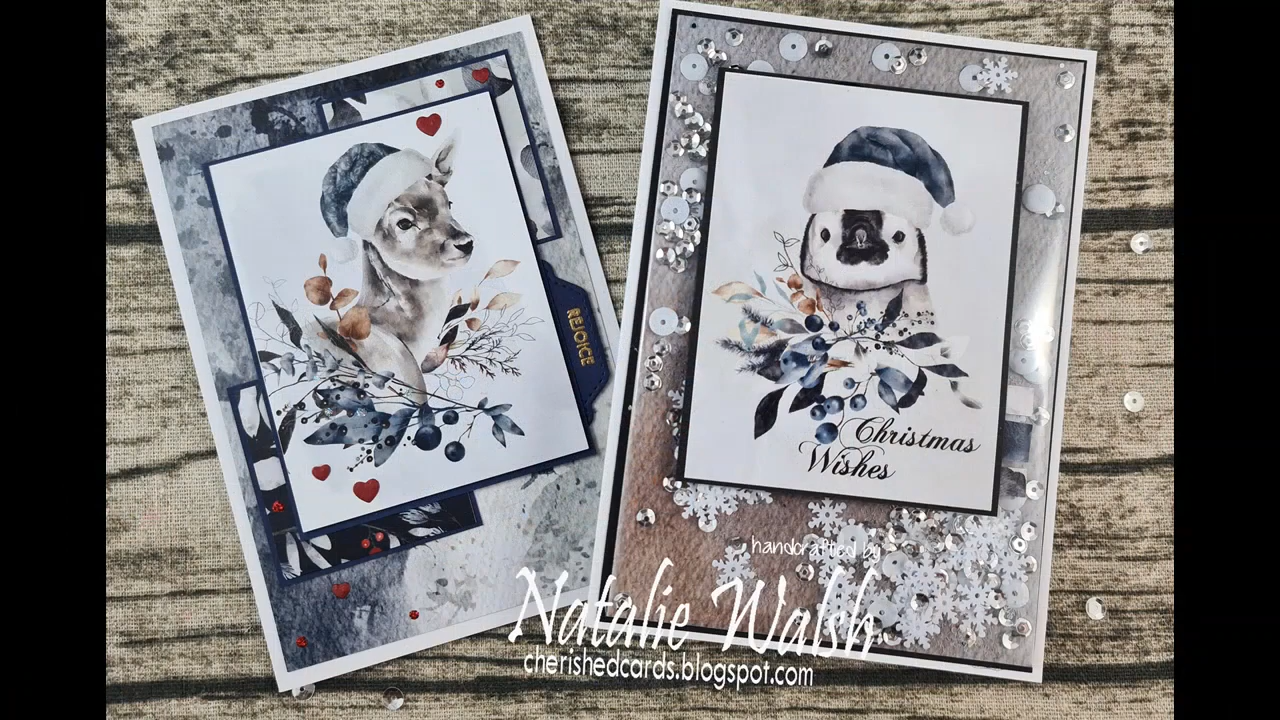 REJOICE
Christmas
Wishes
handcrafted by
Natalie Walsh
cherishedcards.blogspot.com